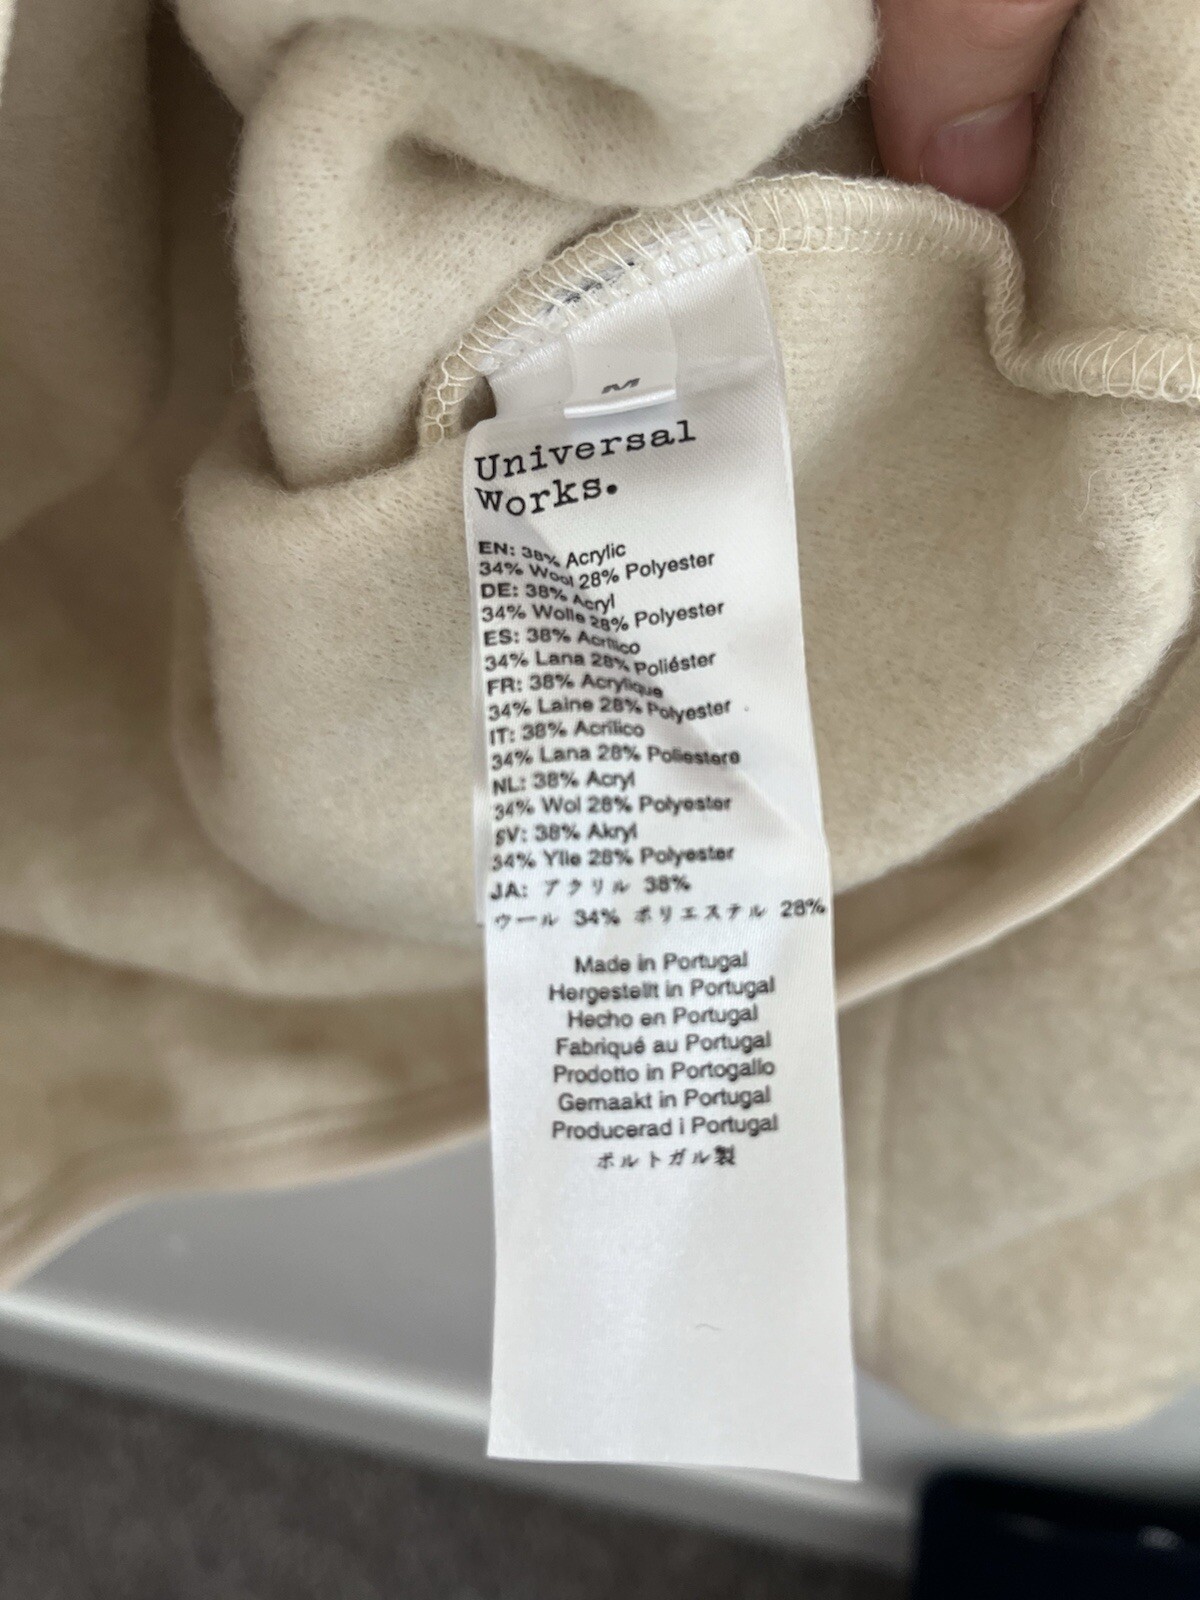 M
Universal
Works.
EN: 38% Acrylic
34% Wool 28% Polyester
DE: 38% Acryl
34% Wolle 28% Polyester
ES: 38% Acrílico
34% Lana 28% Poliéster
FR: 38% Acrylique
34% Laine 28% Polyester
IT: 38% Acrilico
34% Lana 28% Poliestere
NL: 38% Acryl
34% Wol 28% Polyester
SV: 38% Akryl
34% Ylle 28% Polyester
JA: アクリル 38%
ウール 34% ポリエステル 28%
Made in Portugal
Hergestellt in Portugal
Hecho en Portugal
Fabriqué au Portugal
Prodotto in Portogallo
Gemaakt in Portugal
Producerad i Portugal
ポルトガル製